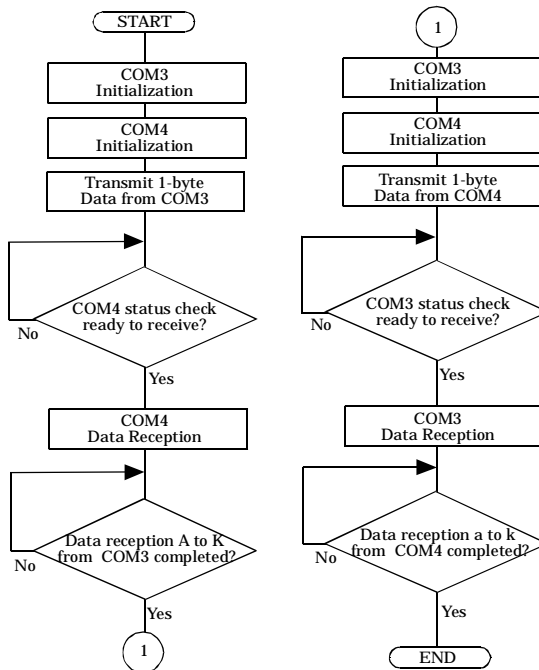 START
COM3
Initialization
COM4
Initialization
Transmit 1-byte
Data from COM3
COM4 status check
ready to receive?
No
Yes
COM4
Data Reception
Data reception A to K
from COM3 completed?
No
Yes
1
1
COM3
Initialization
COM4
Initialization
Transmit 1-byte
Data from COM4
COM3 status check
ready to receive?
No
Yes
COM3
Data Reception
Data reception a to k
from COM4 completed?
No
Yes
END